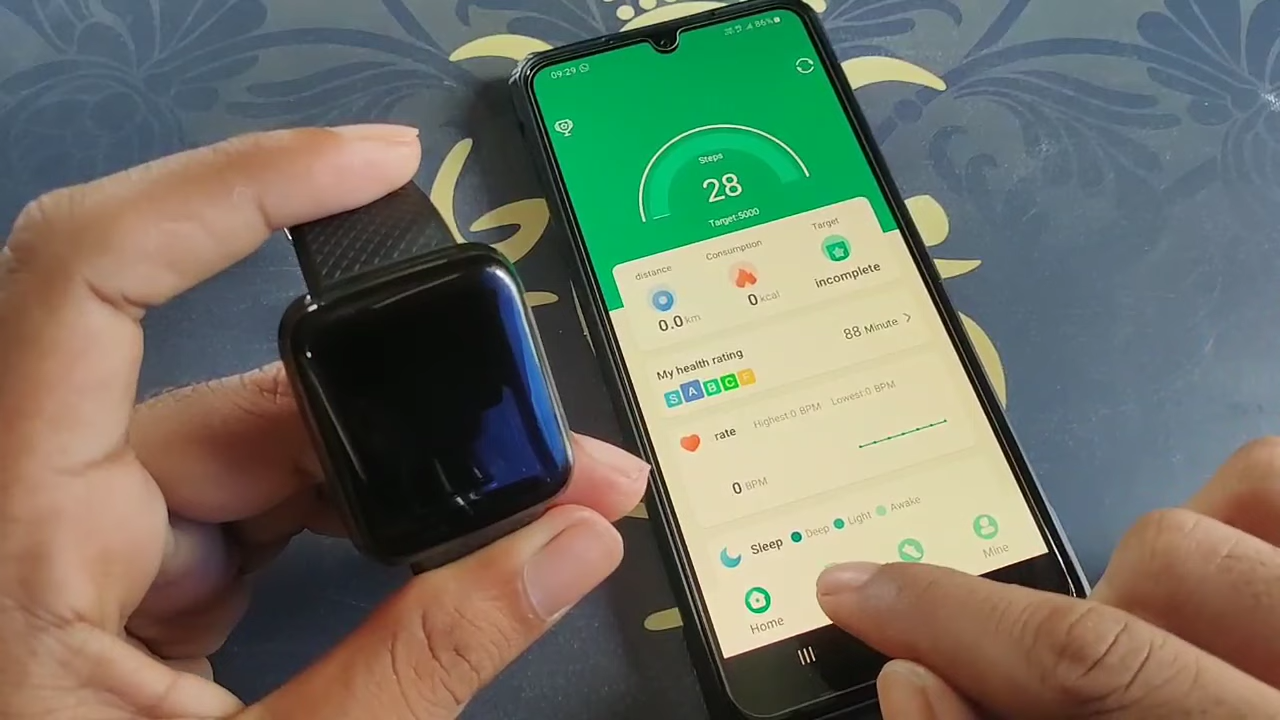 09:29
86%
Steps
28
Target:5000
distance
Consumption
Target
0.0 km
0 kcal
incomplete
My health rating
88 Minute >
S A B C F
rate
Highest:0 BPM
Lowest:0 BPM
0 BPM
Sleep
Deep
Light
Awake
Home
Mine